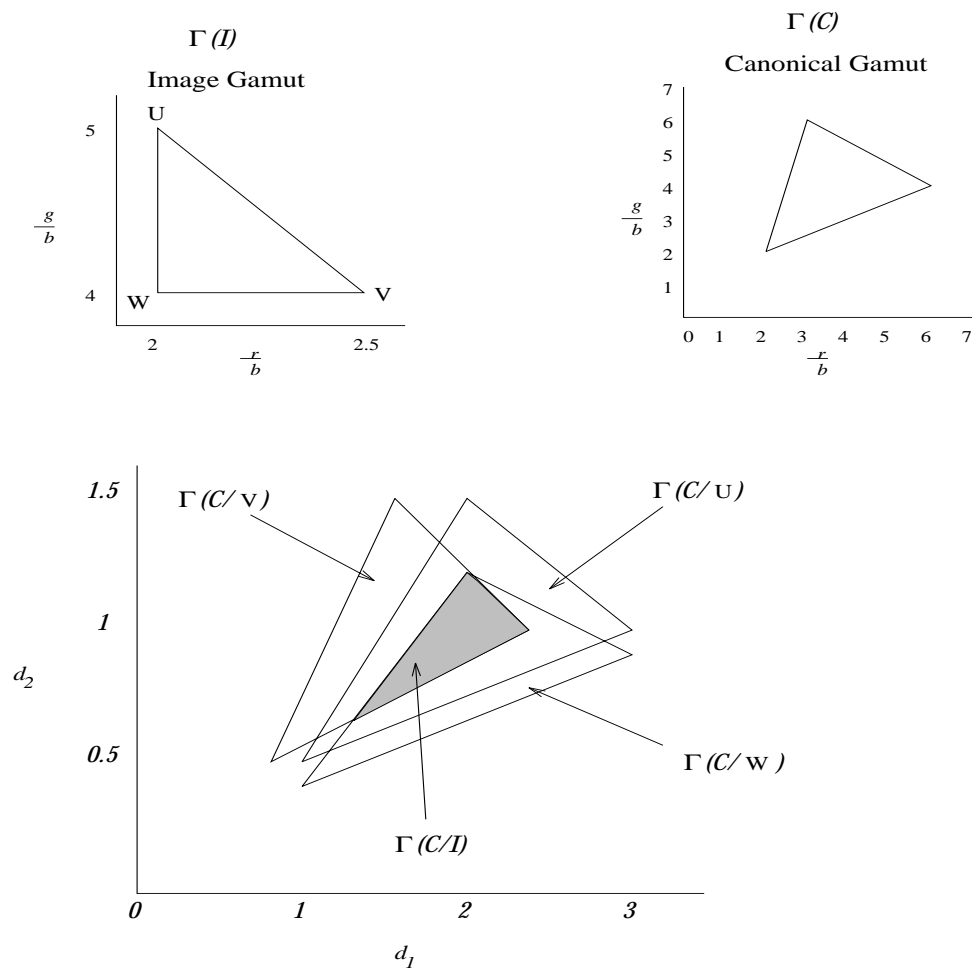 Γ(I)
Image Gamut
U
5
g
b
4
W
V
2
2.5
r
b
Γ(C)
Canonical Gamut
7
6
5
4
3
2
1
g
b
0 1 2 3 4 5 6 7
r
b
1.5
1
0.5
d2
Γ(C/V)
Γ(C/U)
Γ(C/W)
Γ(C/I)
0 1 2 3
d1